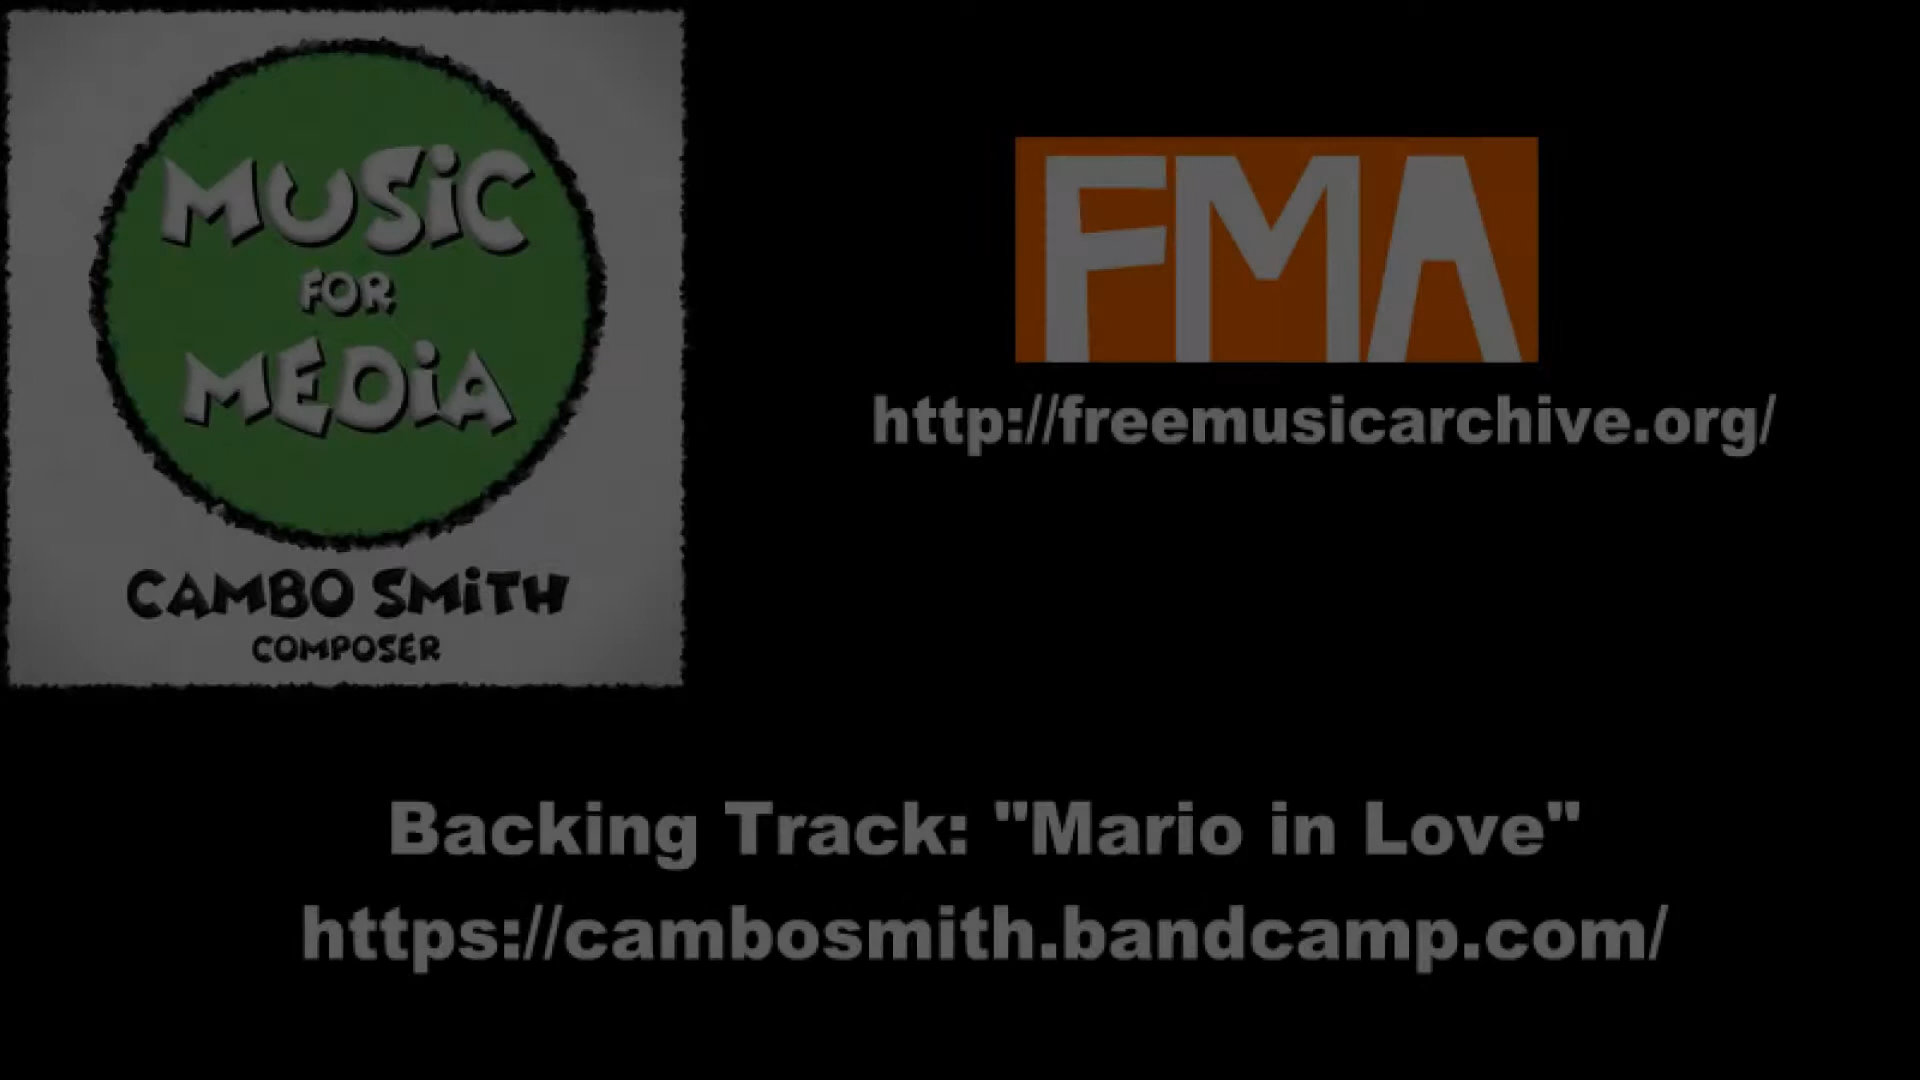 MUSiC
FOR
MEDiA
CAMBO SMiTH
COMPOSER
FMA
http://freemusicarchive.org/
Backing Track: "Mario in Love"
https://cambosmith.bandcamp.com/